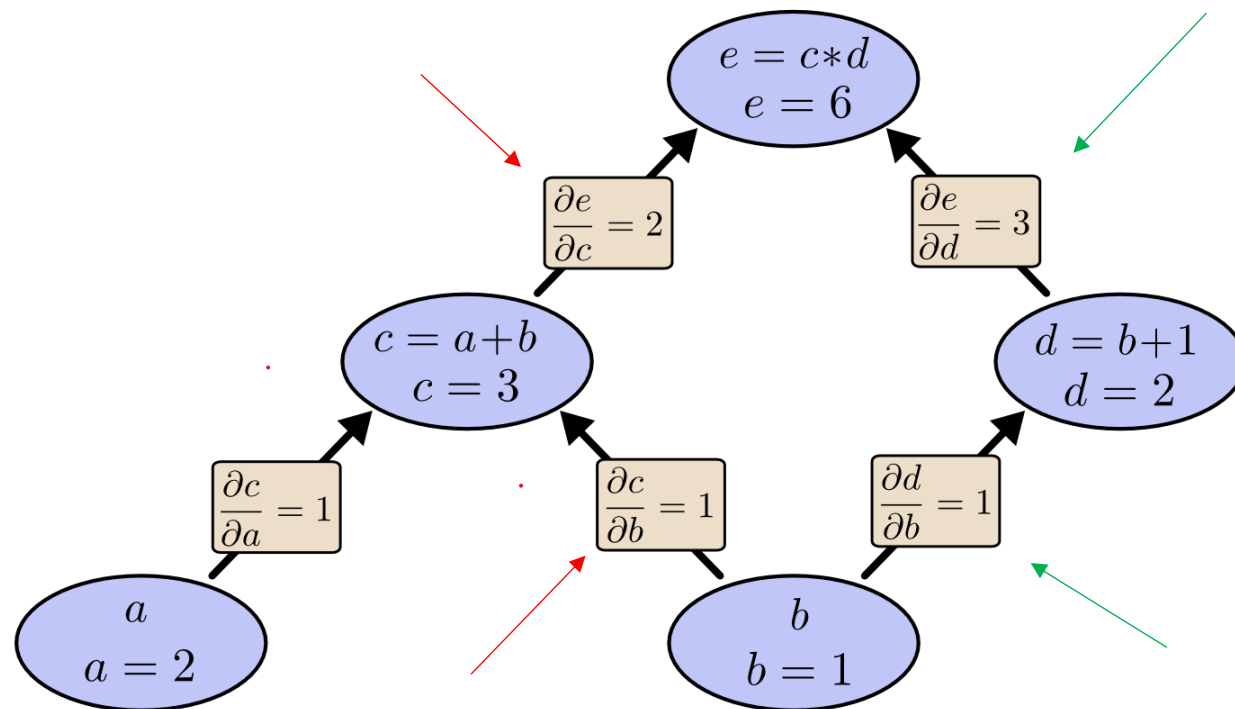 e = c*d
e = 6
∂e/∂c = 2
∂e/∂d = 3
c = a+b
c = 3
d = b+1
d = 2
∂c/∂a = 1
∂c/∂b = 1
∂d/∂b = 1
a
a = 2
b
b = 1